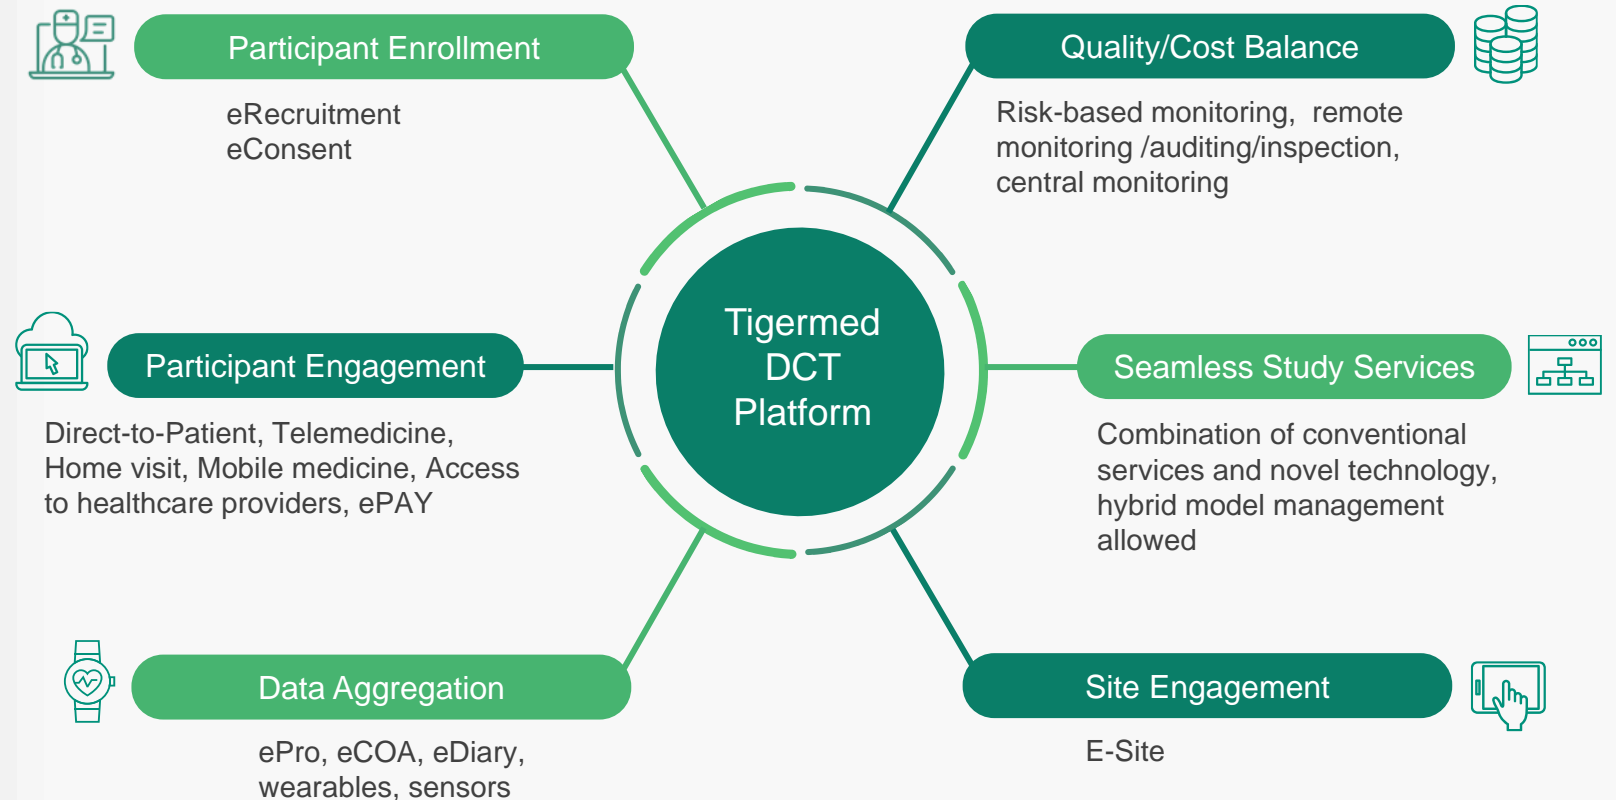 Participant Enrollment
eRecruitment
eConsent
Quality/Cost Balance
Risk-based monitoring,  remote
monitoring /auditing/inspection,
central monitoring
Tigermed
DCT
Platform
Participant Engagement
Direct-to-Patient, Telemedicine,
Home visit, Mobile medicine, Access
to healthcare providers, ePAY
Seamless Study Services
Combination of conventional
services and novel technology,
hybrid model management
allowed
Data Aggregation
ePro, eCOA, eDiary,
wearables, sensors
Site Engagement
E-Site